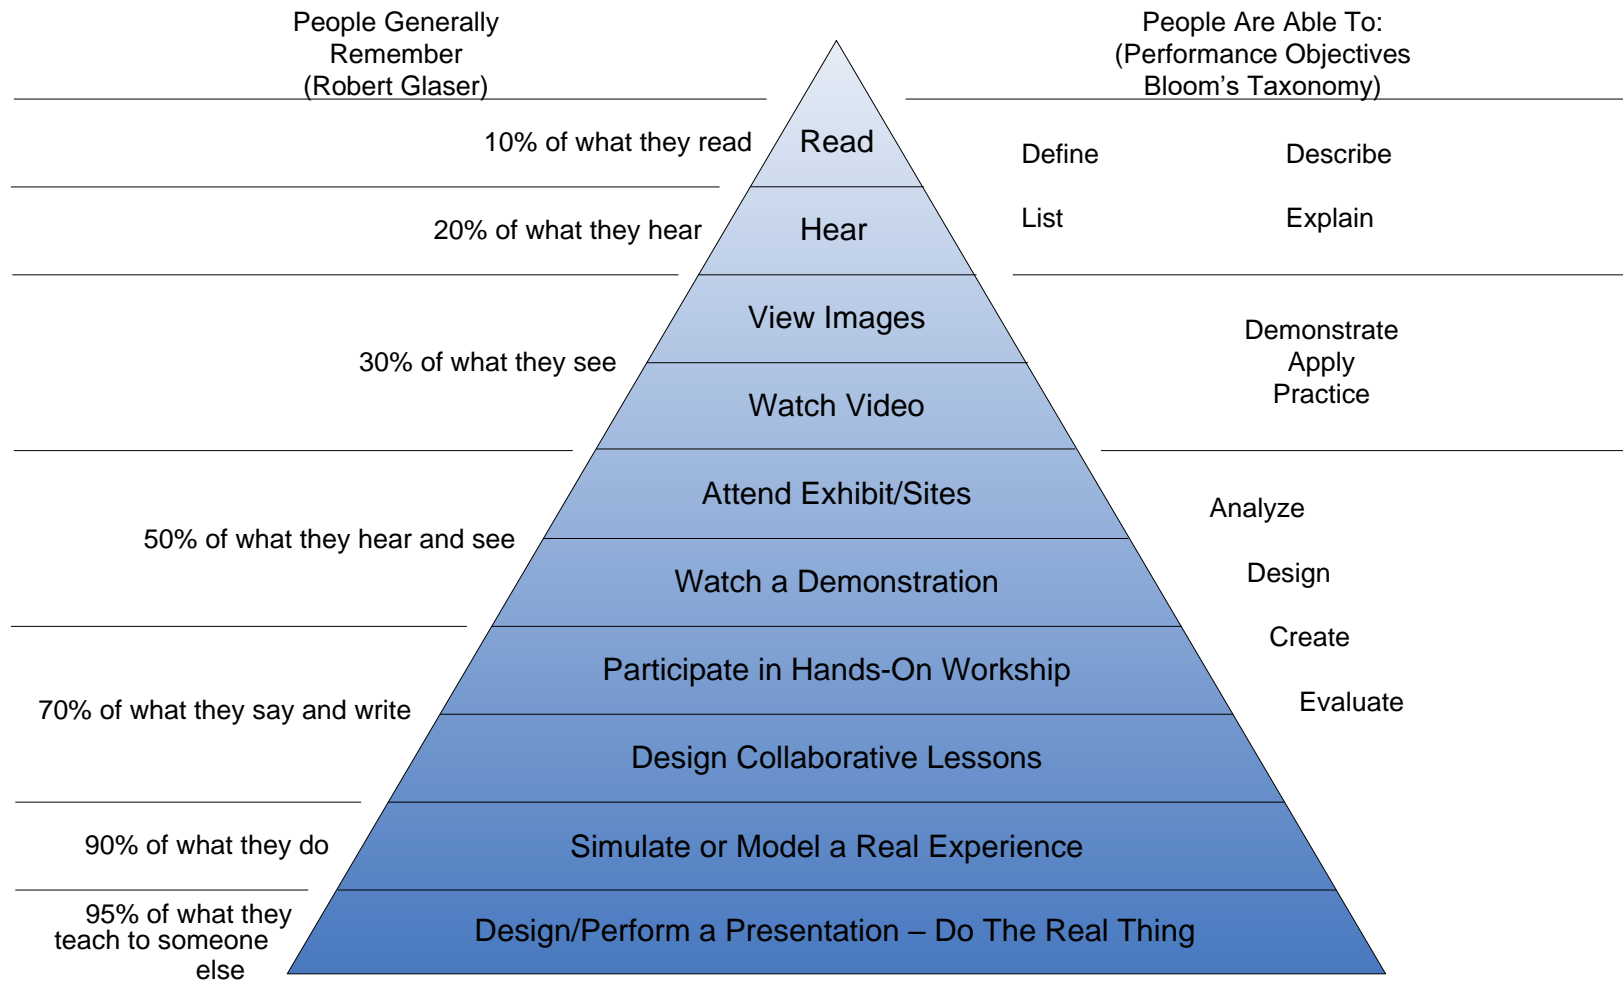 People Generally
Remember
(Robert Glaser)
People Are Able To:
(Performance Objectives
Bloom's Taxonomy)
10% of what they read
Read
Define
Describe
20% of what they hear
Hear
List
Explain
30% of what they see
View Images
Watch Video
Demonstrate
Apply
Practice
50% of what they hear and see
Attend Exhibit/Sites
Watch a Demonstration
Analyze
Design
Create
Evaluate
70% of what they say and write
Participate in Hands-On Workship
Design Collaborative Lessons
90% of what they do
Simulate or Model a Real Experience
95% of what they
teach to someone
else
Design/Perform a Presentation – Do The Real Thing